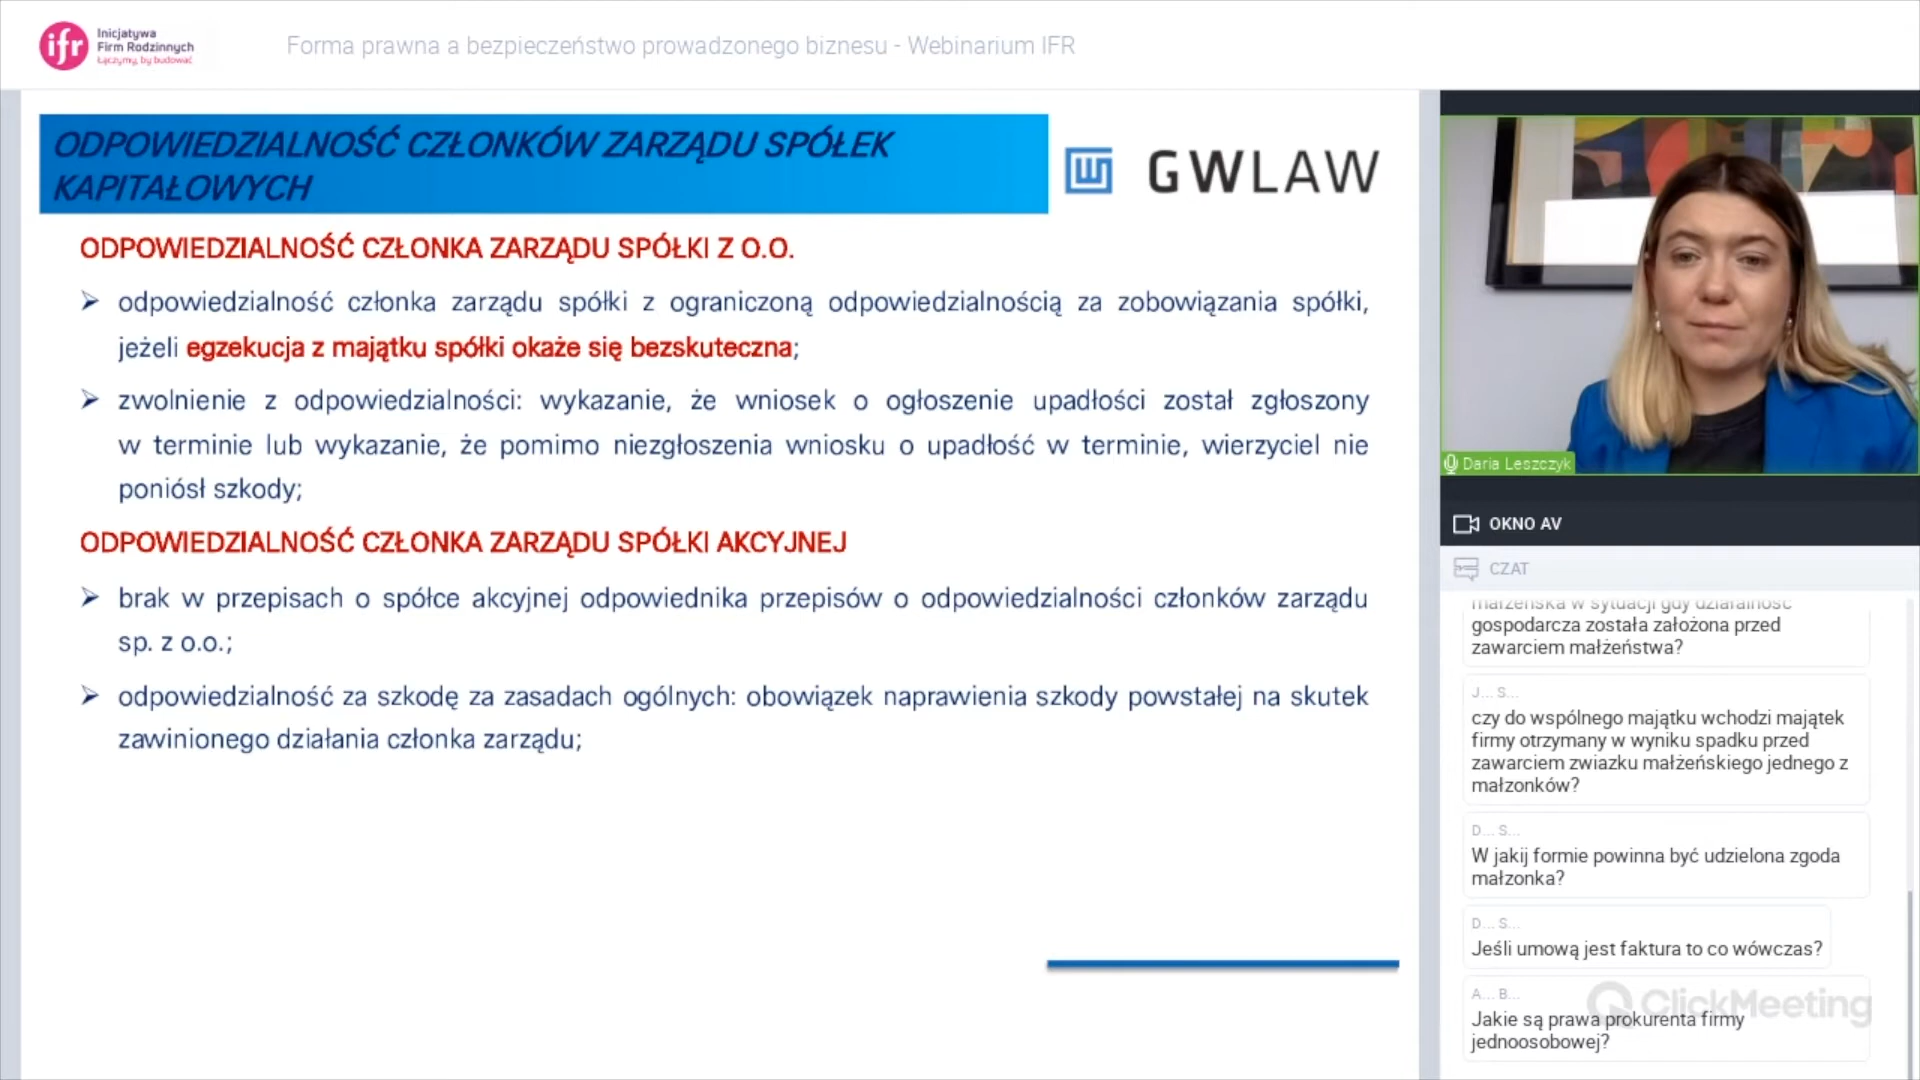 ifr
Inicjatywa
Firm Rodzinnych
Łączymy, by budować
Forma prawna a bezpieczeństwo prowadzonego biznesu - Webinarium IFR
ODPOWIEDZIALNOŚĆ CZŁONKÓW ZARZĄDU SPÓŁEK
KAPITAŁOWYCH
GWLAW
ODPOWIEDZIALNOŚĆ CZŁONKA ZARZĄDU SPÓŁKI Z O.O.
odpowiedzialność członka zarządu spółki z ograniczoną odpowiedzialnością za zobowiązania spółki,
jeżeli egzekucja z majątku spółki okaże się bezskuteczna;
zwolnienie z odpowiedzialności: wykazanie, że wniosek o ogłoszenie upadłości został zgłoszony
w terminie lub wykazanie, że pomimo niezgłoszenia wniosku o upadłość w terminie, wierzyciel nie
poniósł szkody;
ODPOWIEDZIALNOŚĆ CZŁONKA ZARZĄDU SPÓŁKI AKCYJNEJ
brak w przepisach o spółce akcyjnej odpowiednika przepisów o odpowiedzialności członków zarządu
sp. z o.o.;
odpowiedzialność za szkodę za zasadach ogólnych: obowiązek naprawienia szkody powstałej na skutek
zawinionego działania członka zarządu;
Daria Leszczyk
OKNO AV
CZAT
małżeńska w sytuacji gdy działalność
gospodarcza została założona przed
zawarciem małżeństwa?
J... S...
czy do wspólnego majątku wchodzi majątek
firmy otrzymany w wyniku spadku przed
zawarciem zwiazku małżeńskiego jednego z
małzonków?
D... S...
W jakij formie powinna być udzielona zgoda
małzonka?
D... S...
Jeśli umową jest faktura to co wówczas?
A... B...
Jakie są prawa prokurenta firmy
jednoosobowej?
ClickMeeting